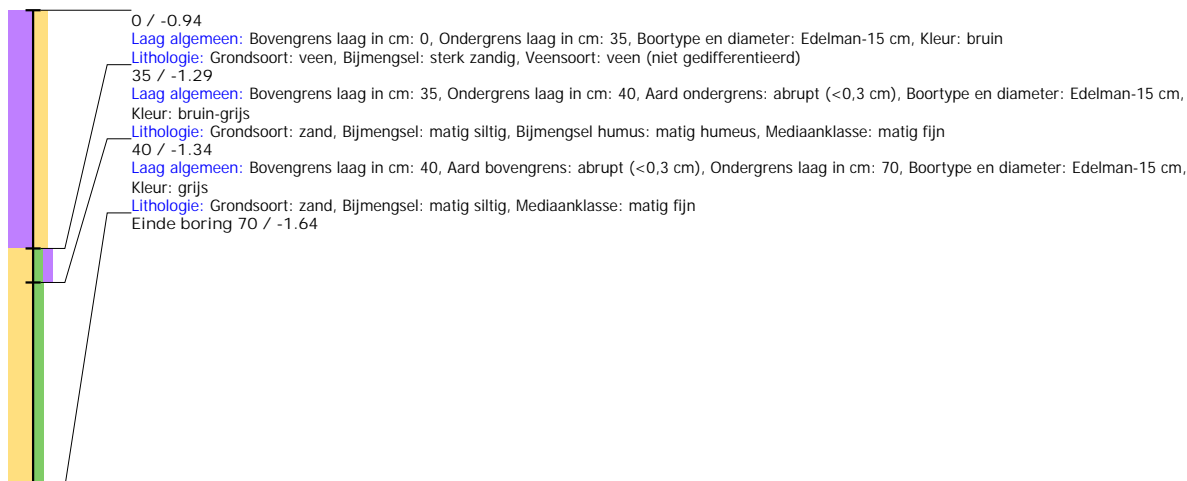 0 / -0.94
Laag algemeen: Bovengrens laag in cm: 0, Ondergrens laag in cm: 35, Boortype en diameter: Edelman-15 cm, Kleur: bruin
Lithologie: Grondsoort: veen, Bijmengsel: sterk zandig, Veensoort: veen (niet gedifferentieerd)
35 / -1.29
Laag algemeen: Bovengrens laag in cm: 35, Ondergrens laag in cm: 40, Aard ondergrens: abrupt (<0,3 cm), Boortype en diameter: Edelman-15 cm,
Kleur: bruin-grijs
Lithologie: Grondsoort: zand, Bijmengsel: matig siltig, Bijmengsel humus: matig humeus, Mediaanklasse: matig fijn
40 / -1.34
Laag algemeen: Bovengrens laag in cm: 40, Aard bovengrens: abrupt (<0,3 cm), Ondergrens laag in cm: 70, Boortype en diameter: Edelman-15 cm,
Kleur: grijs
Lithologie: Grondsoort: zand, Bijmengsel: matig siltig, Mediaanklasse: matig fijn
Einde boring 70 / -1.64